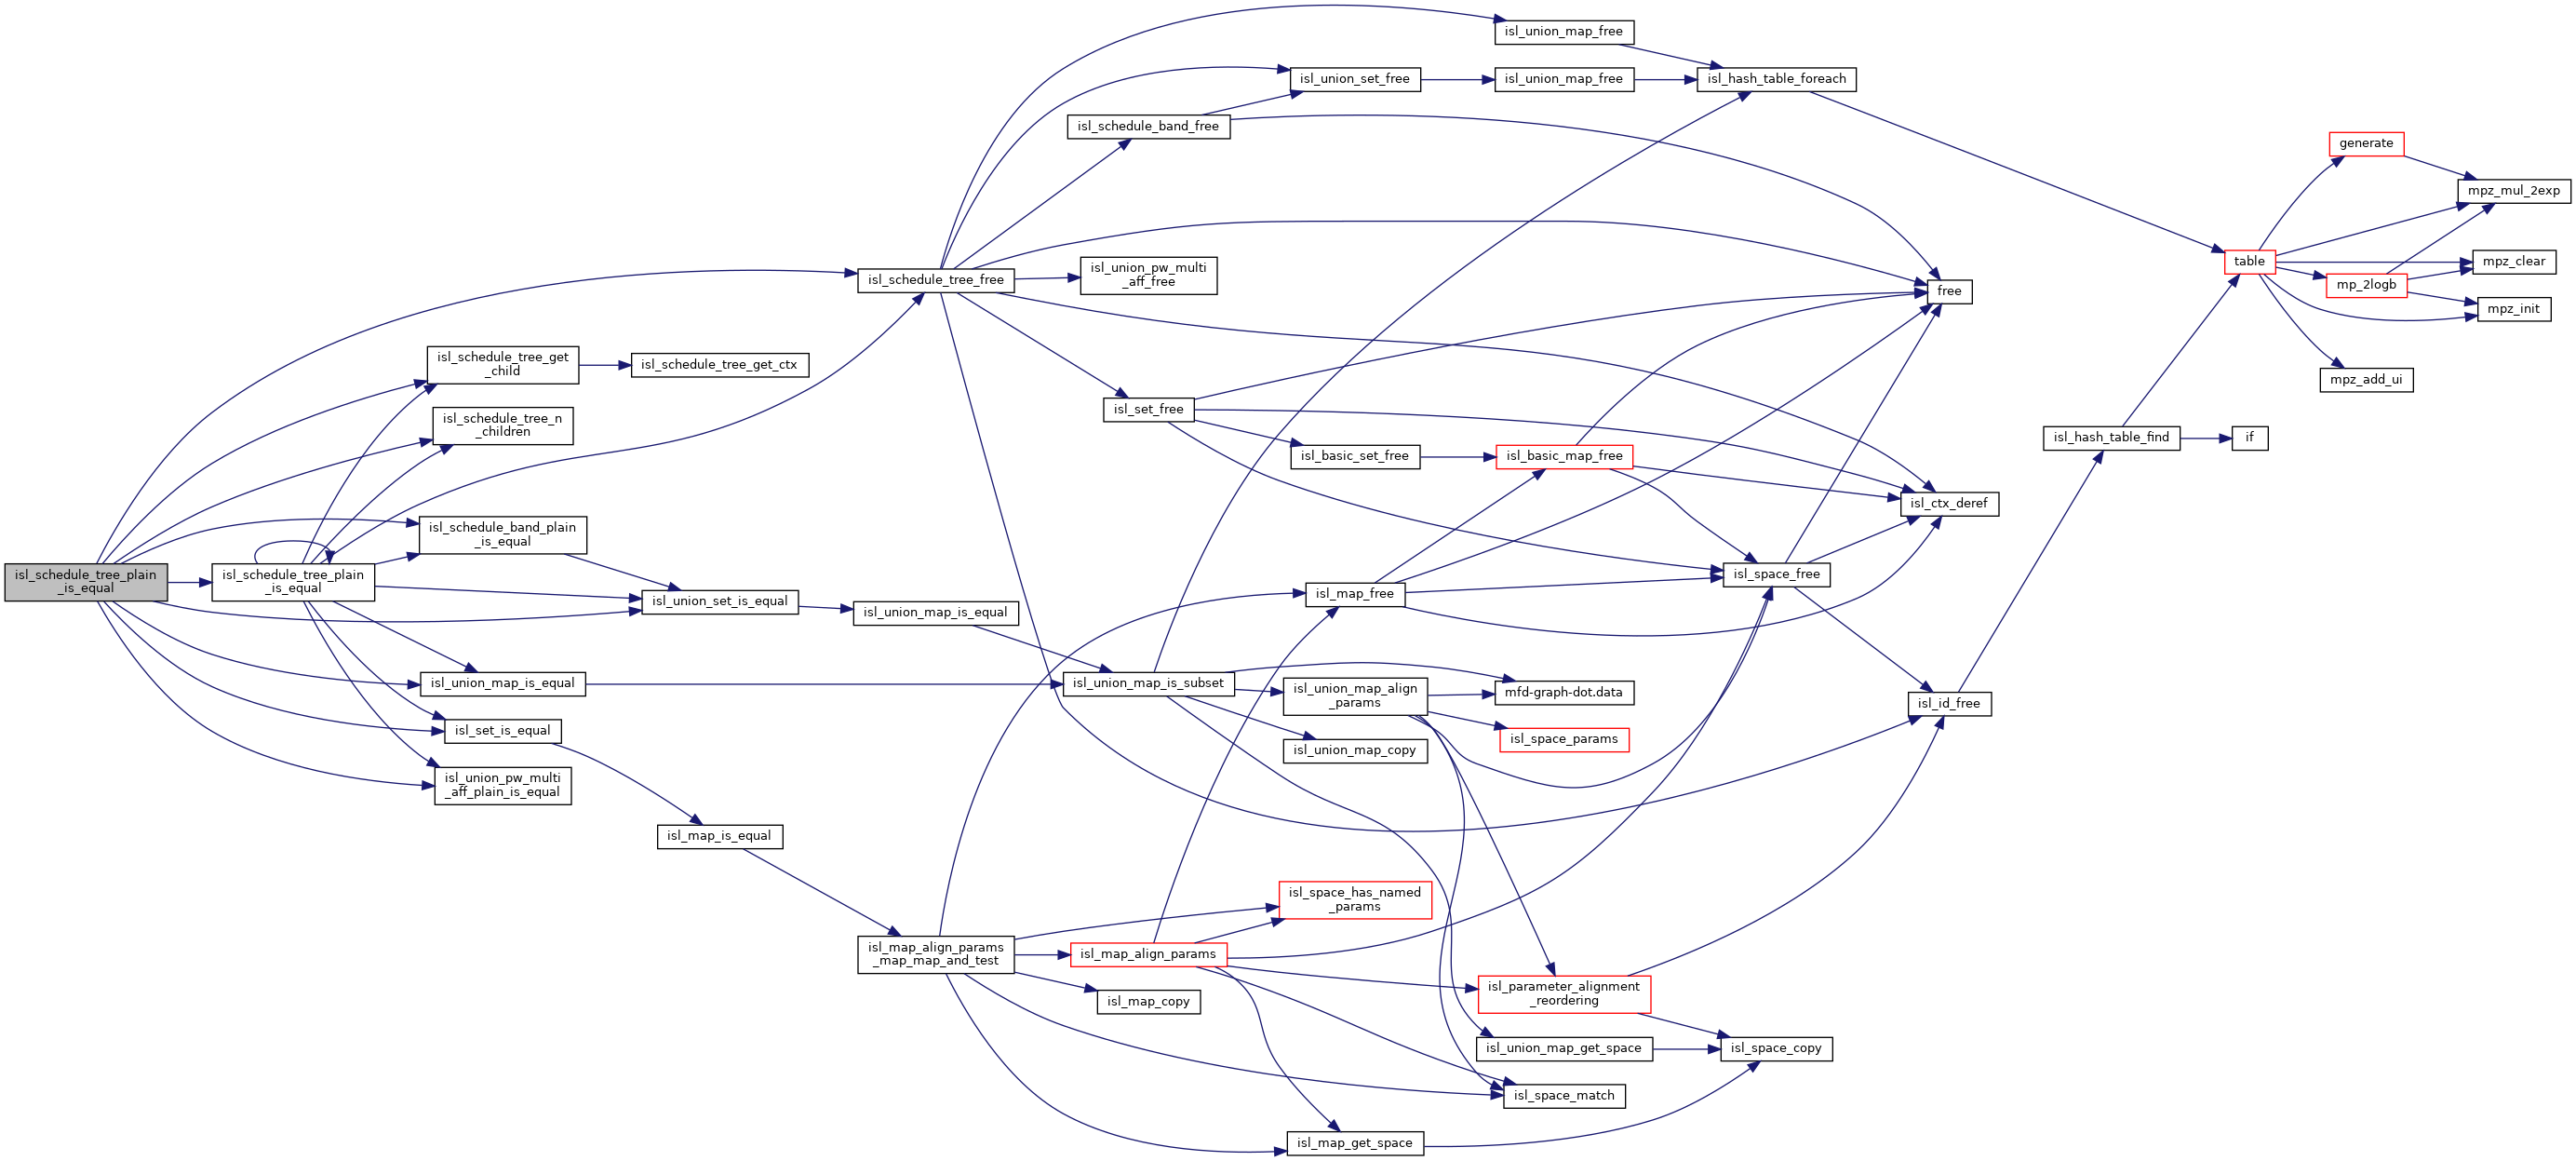 isl_schedule_tree_plain
_is_equal
isl_schedule_tree_plain
_is_equal
isl_schedule_tree_get
_child
isl_schedule_tree_n
_children
isl_schedule_band_plain
_is_equal
isl_union_map_is_equal
isl_set_is_equal
isl_union_pw_multi
_aff_plain_is_equal
isl_schedule_tree_get_ctx
isl_union_set_is_equal
isl_map_is_equal
isl_schedule_tree_free
isl_union_map_is_equal
isl_map_align_params
_map_map_and_test
isl_schedule_band_free
isl_union_pw_multi
_aff_free
isl_set_free
isl_union_map_is_subset
isl_map_align_params
isl_map_copy
isl_union_set_free
isl_basic_set_free
isl_map_free
isl_union_map_align
_params
isl_union_map_copy
isl_space_has_named
_params
isl_map_get_space
isl_union_map_free
isl_union_map_free
isl_basic_map_free
mfd-graph-dot.data
isl_space_params
isl_parameter_alignment
_reordering
isl_union_map_get_space
isl_space_match
isl_hash_table_foreach
isl_space_free
isl_space_copy
free
isl_ctx_deref
isl_id_free
isl_hash_table_find
table
if
generate
mp_2logb
mpz_add_ui
mpz_mul_2exp
mpz_clear
mpz_init